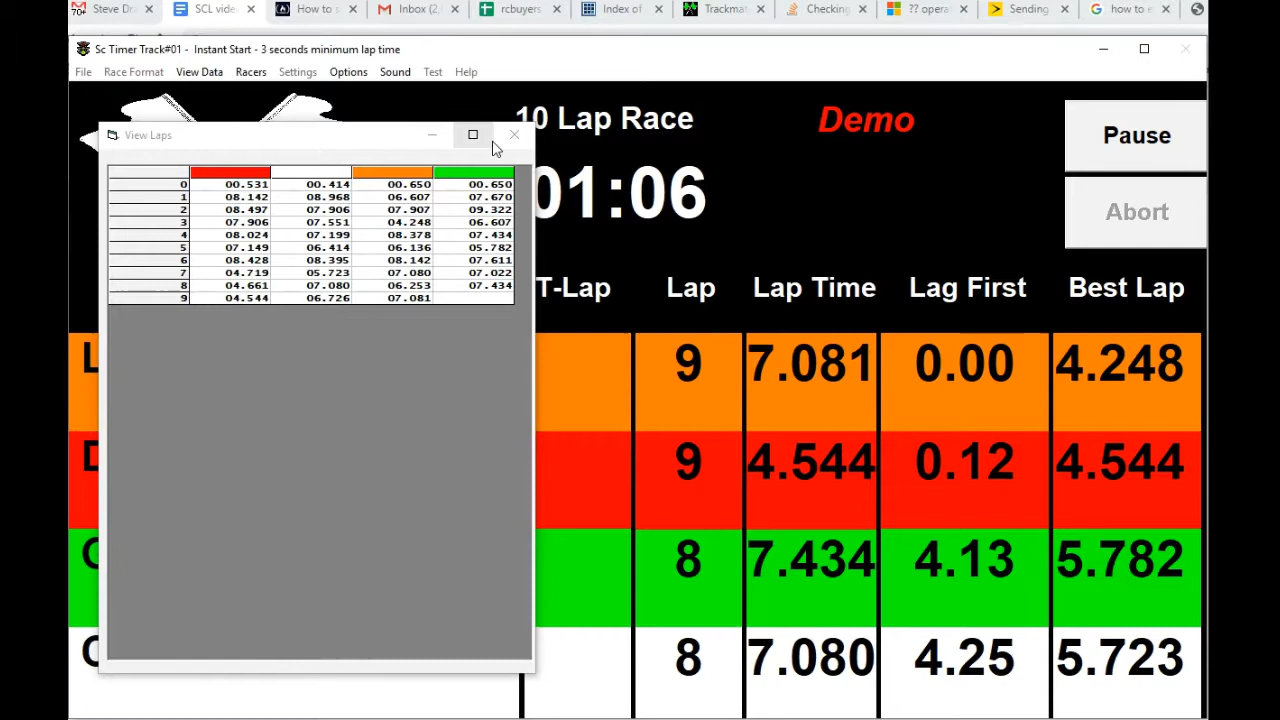 70+ Steve Dr
SCL vide
How to s
Inbox (2
rcbuyers
Index of
Trackma
Checking
?? opera
Sending
how to e
Sc Timer Track#01 - Instant Start - 3 seconds minimum lap time
File Race Format View Data Racers Settings Options Sound Test Help
10 Lap Race
Demo
Pause
01:06
Abort
View Laps
0 00.531 00.414 00.650 00.650
1 08.142 08.968 06.607 07.670
2 08.497 07.906 07.907 09.322
3 07.906 07.551 04.248 06.607
4 08.024 07.199 08.378 07.434
5 07.149 06.414 06.136 05.782
6 08.428 08.395 08.142 07.611
7 04.719 05.723 07.080 07.022
8 04.661 07.080 06.253 07.434
9 04.544 06.726 07.081
T-Lap Lap Lap Time Lag First Best Lap
L 9 7.081 0.00 4.248
D 9 4.544 0.12 4.544
8 7.434 4.13 5.782
8 7.080 4.25 5.723